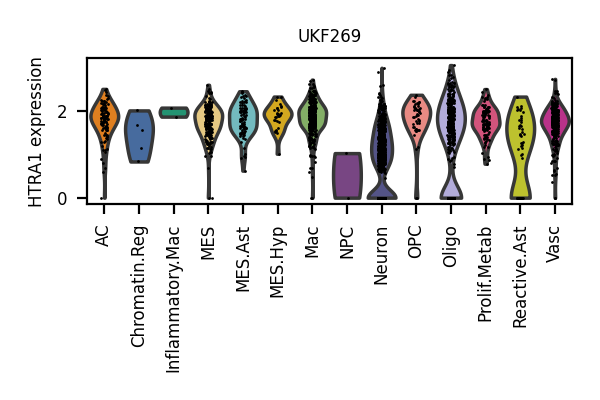 UKF269
HTRA1 expression
2
0
AC
Chromatin.Reg
Inflammatory.Mac
MES
MES.Ast
MES.Hyp
Mac
NPC
Neuron
OPC
Oligo
Prolif.Metab
Reactive.Ast
Vasc